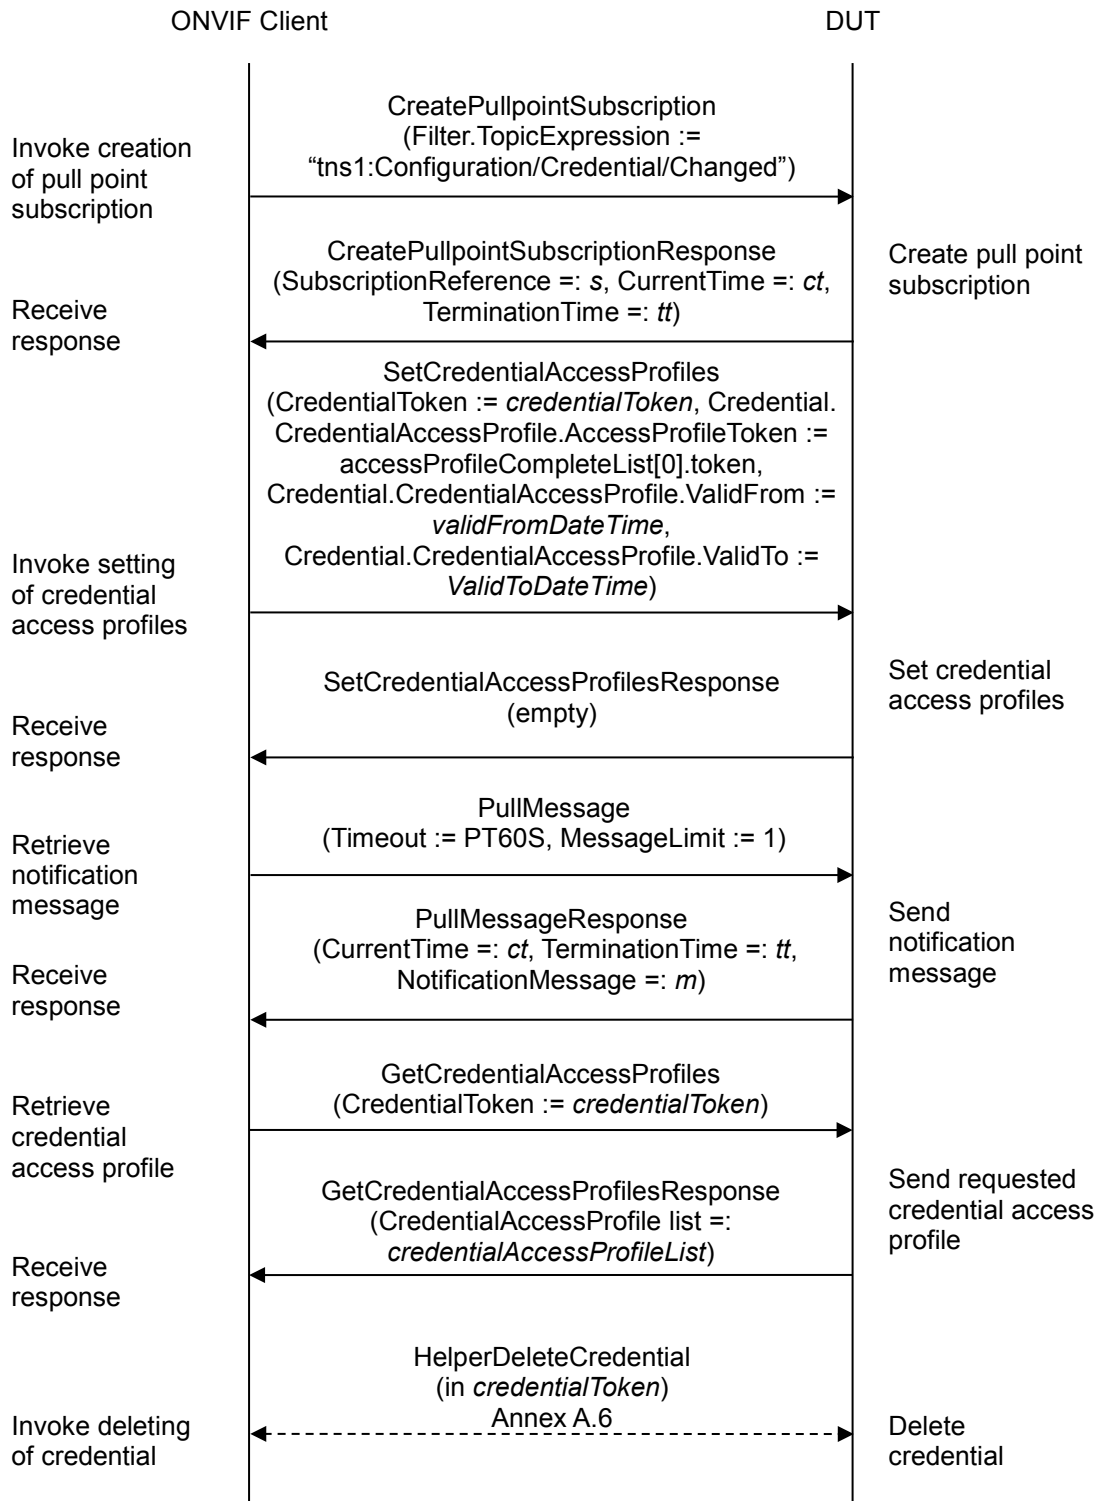 ONVIF Client
DUT
CreatePullpointSubscription
(Filter.TopicExpression :=
“tns1:Configuration/Credential/Changed”)
Invoke creation
of pull point
subscription
CreatePullpointSubscriptionResponse
(SubscriptionReference =: s, CurrentTime =: ct,
TerminationTime =: tt)
Create pull point
subscription
Receive
response
SetCredentialAccessProfiles
(CredentialToken := credentialToken, Credential.
CredentialAccessProfile.AccessProfileToken :=
accessProfileCompleteList[0].token,
Credential.CredentialAccessProfile.ValidFrom :=
validFromDateTime,
Credential.CredentialAccessProfile.ValidTo :=
ValidToDateTime)
Invoke setting
of credential
access profiles
SetCredentialAccessProfilesResponse
(empty)
Set credential
access profiles
Receive
response
PullMessage
(Timeout := PT60S, MessageLimit := 1)
Retrieve
notification
message
PullMessageResponse
(CurrentTime =: ct, TerminationTime =: tt,
NotificationMessage =: m)
Send
notification
message
Receive
response
GetCredentialAccessProfiles
(CredentialToken := credentialToken)
Retrieve
credential
access profile
GetCredentialAccessProfilesResponse
(CredentialAccessProfile list =:
credentialAccessProfileList)
Send requested
credential access
profile
Receive
response
HelperDeleteCredential
(in credentialToken)
Annex A.6
Invoke deleting
of credential
Delete
credential